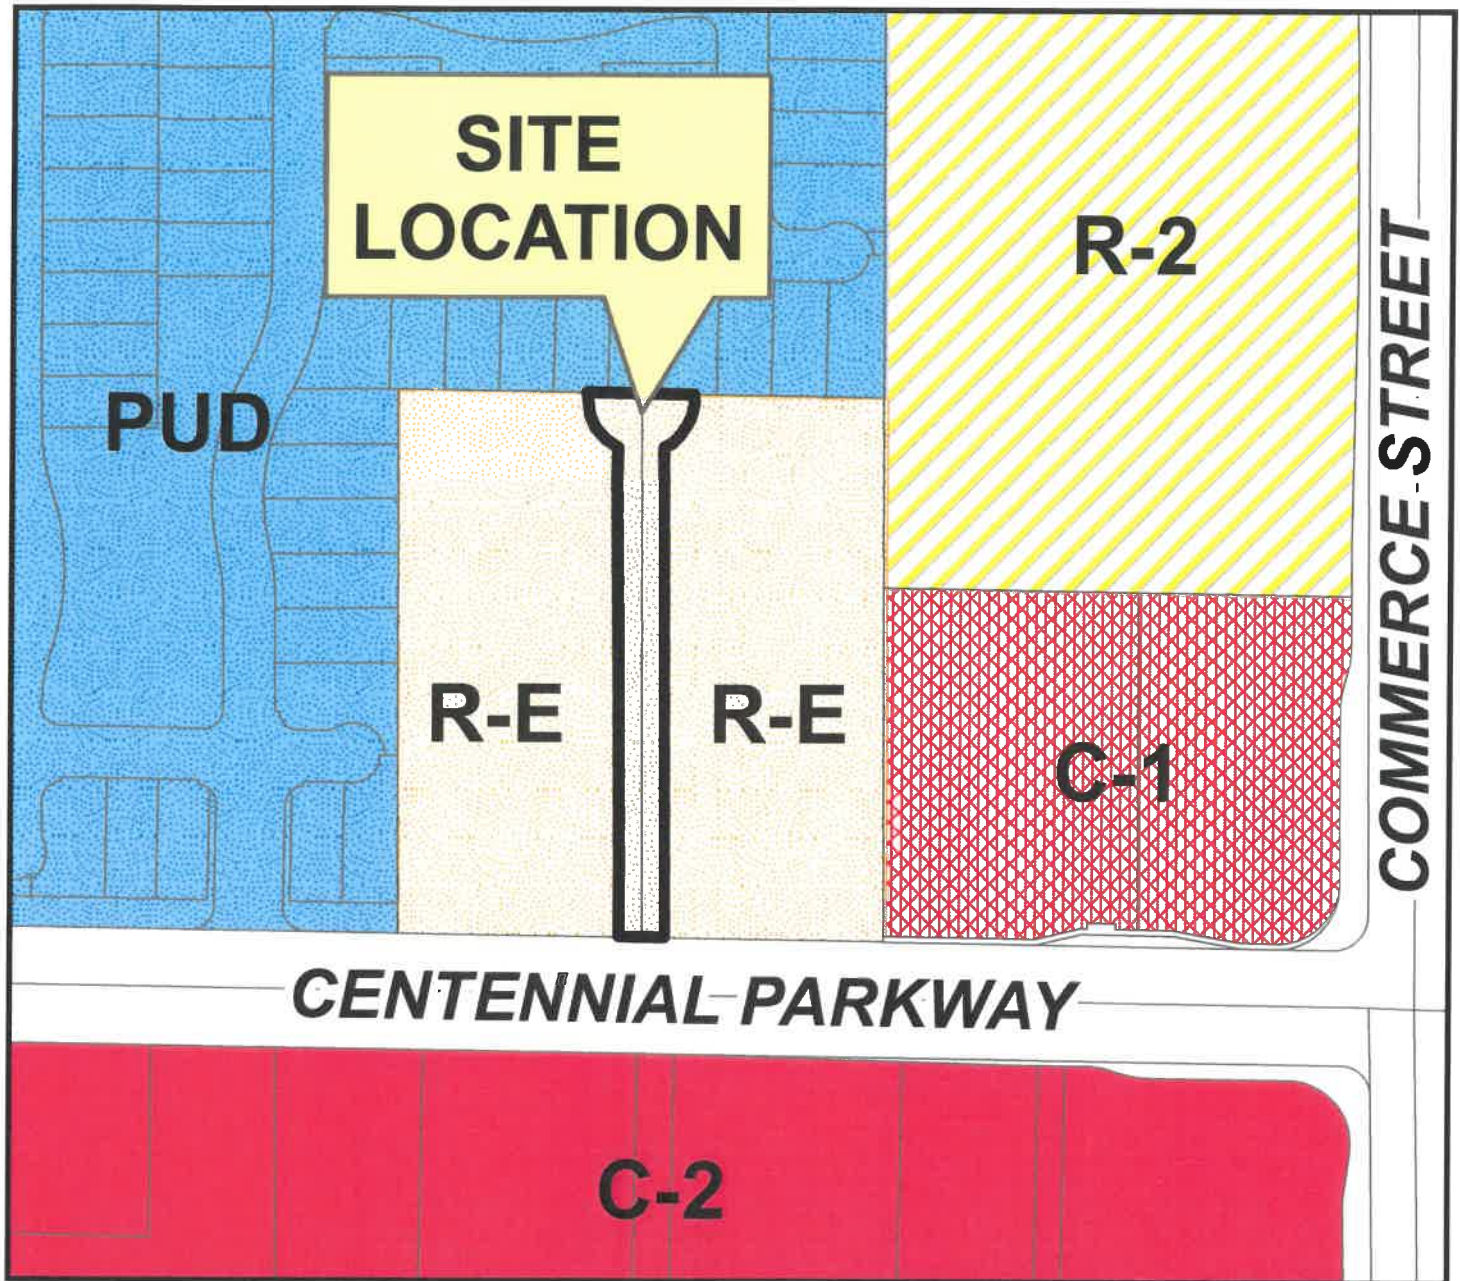 SITE
LOCATION
R-2
COMMERCE STREET
PUD
R-E
R-E
C-1
CENTENNIAL PARKWAY
C-2